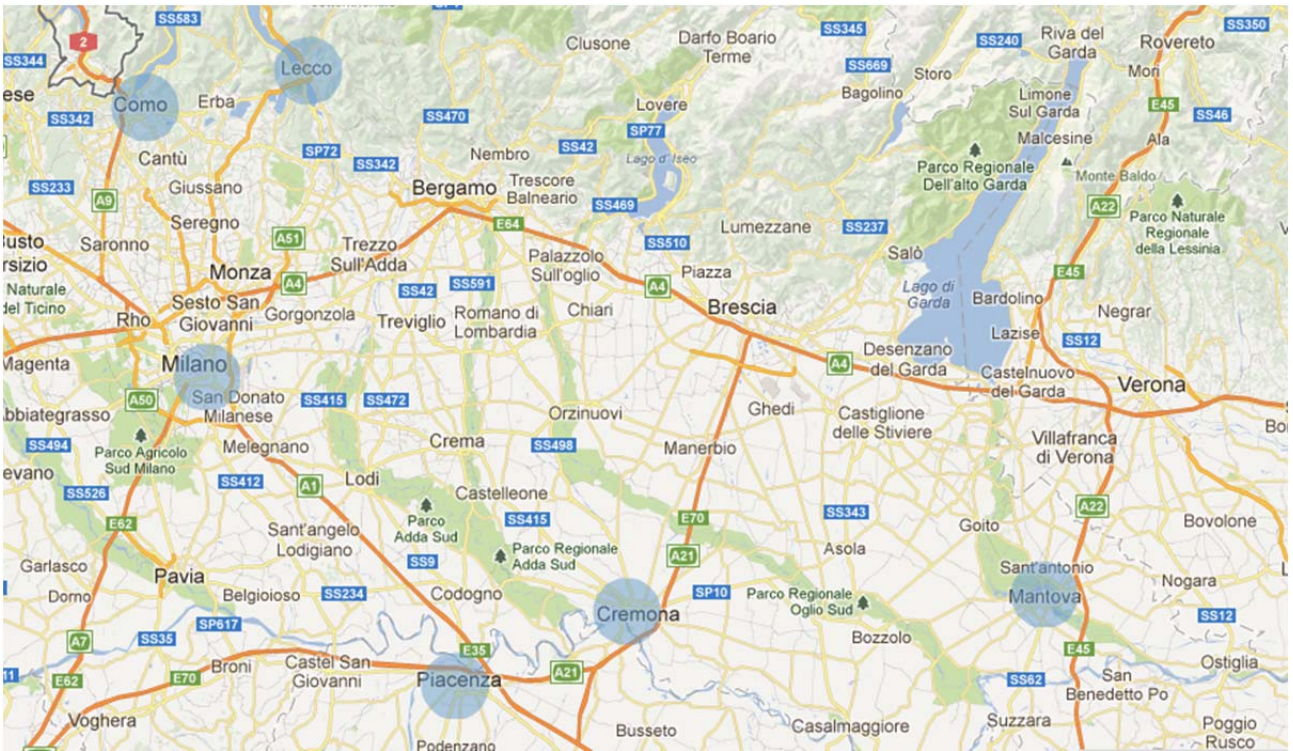 SS583
SS345
SS350
2
Clusone
Darfo Boario
Terme
SS240
Riva del
Garda
Rovereto
SS344
Lecco
SS669
Storo
Mori
ese
Como
Erba
Lovere
Bagolino
Limone
Sul Garda
E45
SS342
SS470
SP77
SS46
Malcesine
Ala
Cantù
SP72
SS342
Nembro
SS42
Lago d' Iseo
Parco Regionale
Dell'alto Garda
Monte Baldo
SS233
Giussano
Bergamo
Trescore
Balneario
A9
SS469
A22
Parco Naturale
Regionale
della Lessinia
Seregno
E64
Lumezzane
SS237
Busto
rsizio
Saronno
A51
Trezzo
Sull'Adda
Palazzolo
Sull'oglio
SS510
Salò
Monza
A4
SS42
SS591
A4
Piazza
E45
Naturale
del Ticino
Sesto San
Giovanni
Gorgonzola
Lago di
Garda
Bardolino
Rho
Treviglio
Romano di
Lombardia
Chiari
Brescia
Negrar
Lazise
SS12
Magenta
Milano
A4
Desenzano
del Garda
Castelnuovo
del Garda
Verona
A50
San Donato
Milanese
SS415
SS472
bbiategrasso
Orzinuovi
Ghedi
Castiglione
delle Stiviere
SS494
Parco Agricolo
Sud Milano
Melegnano
Crema
SS498
Manerbio
Villafranca
di Verona
evano
SS526
SS412
A1
Lodi
Castelleone
A22
E62
Parco
Adda Sud
SS415
E70
SS343
Goito
Bovolone
Sant'angelo
Lodigiano
Parco Regionale
Adda Sud
A21
Asola
Garlasco
Pavia
SS9
Sant'antonio
Mantova
Nogara
Dorno
Belgioioso
SS234
Codogno
Cremona
SP10
Parco Regionale
Oglio Sud
SS12
A7
SS35
SP617
E35
Bozzolo
E45
11
E62
E70
Broni
Castel San
Giovanni
Piacenza
A21
SS62
San
Benedetto Po
Ostiglia
Voghera
Podenzano
Busseto
Casalmaggiore
Suzzara
Poggio
Rusco